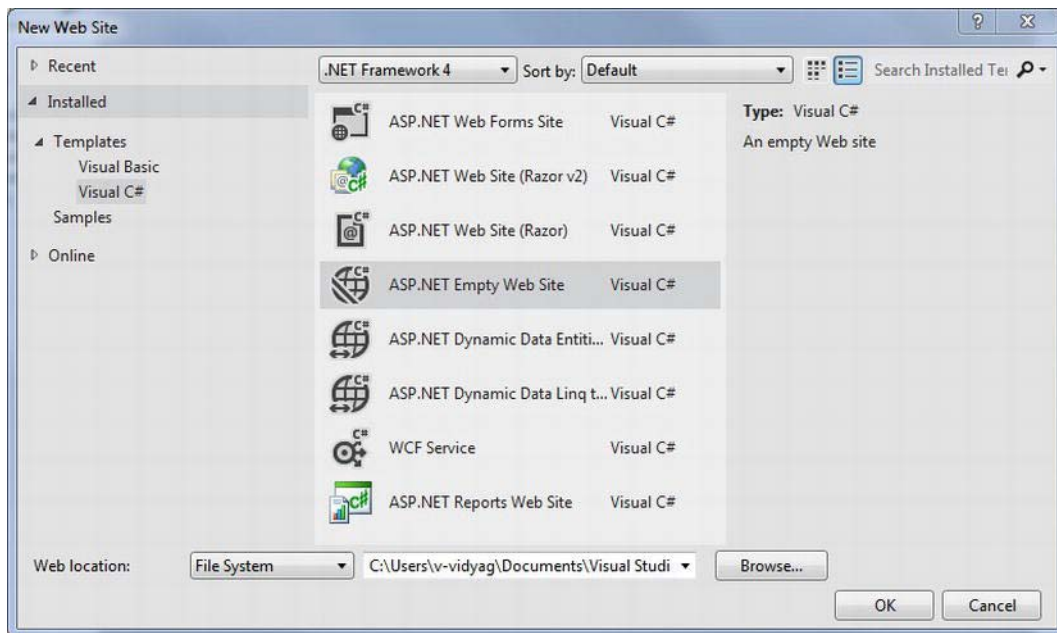 New Web Site
Recent
Installed
Templates
Visual Basic
Visual C#
Samples
Online
.NET Framework 4 Sort by: Default Search Installed Te
ASP.NET Web Forms Site Visual C#
ASP.NET Web Site (Razor v2) Visual C#
ASP.NET Web Site (Razor) Visual C#
ASP.NET Empty Web Site Visual C#
ASP.NET Dynamic Data Entiti... Visual C#
ASP.NET Dynamic Data Linq t... Visual C#
WCF Service Visual C#
ASP.NET Reports Web Site Visual C#
Type: Visual C#
An empty Web site
Web location: File System C:\Users\v-vidyag\Documents\Visual Studi Browse...
OK Cancel